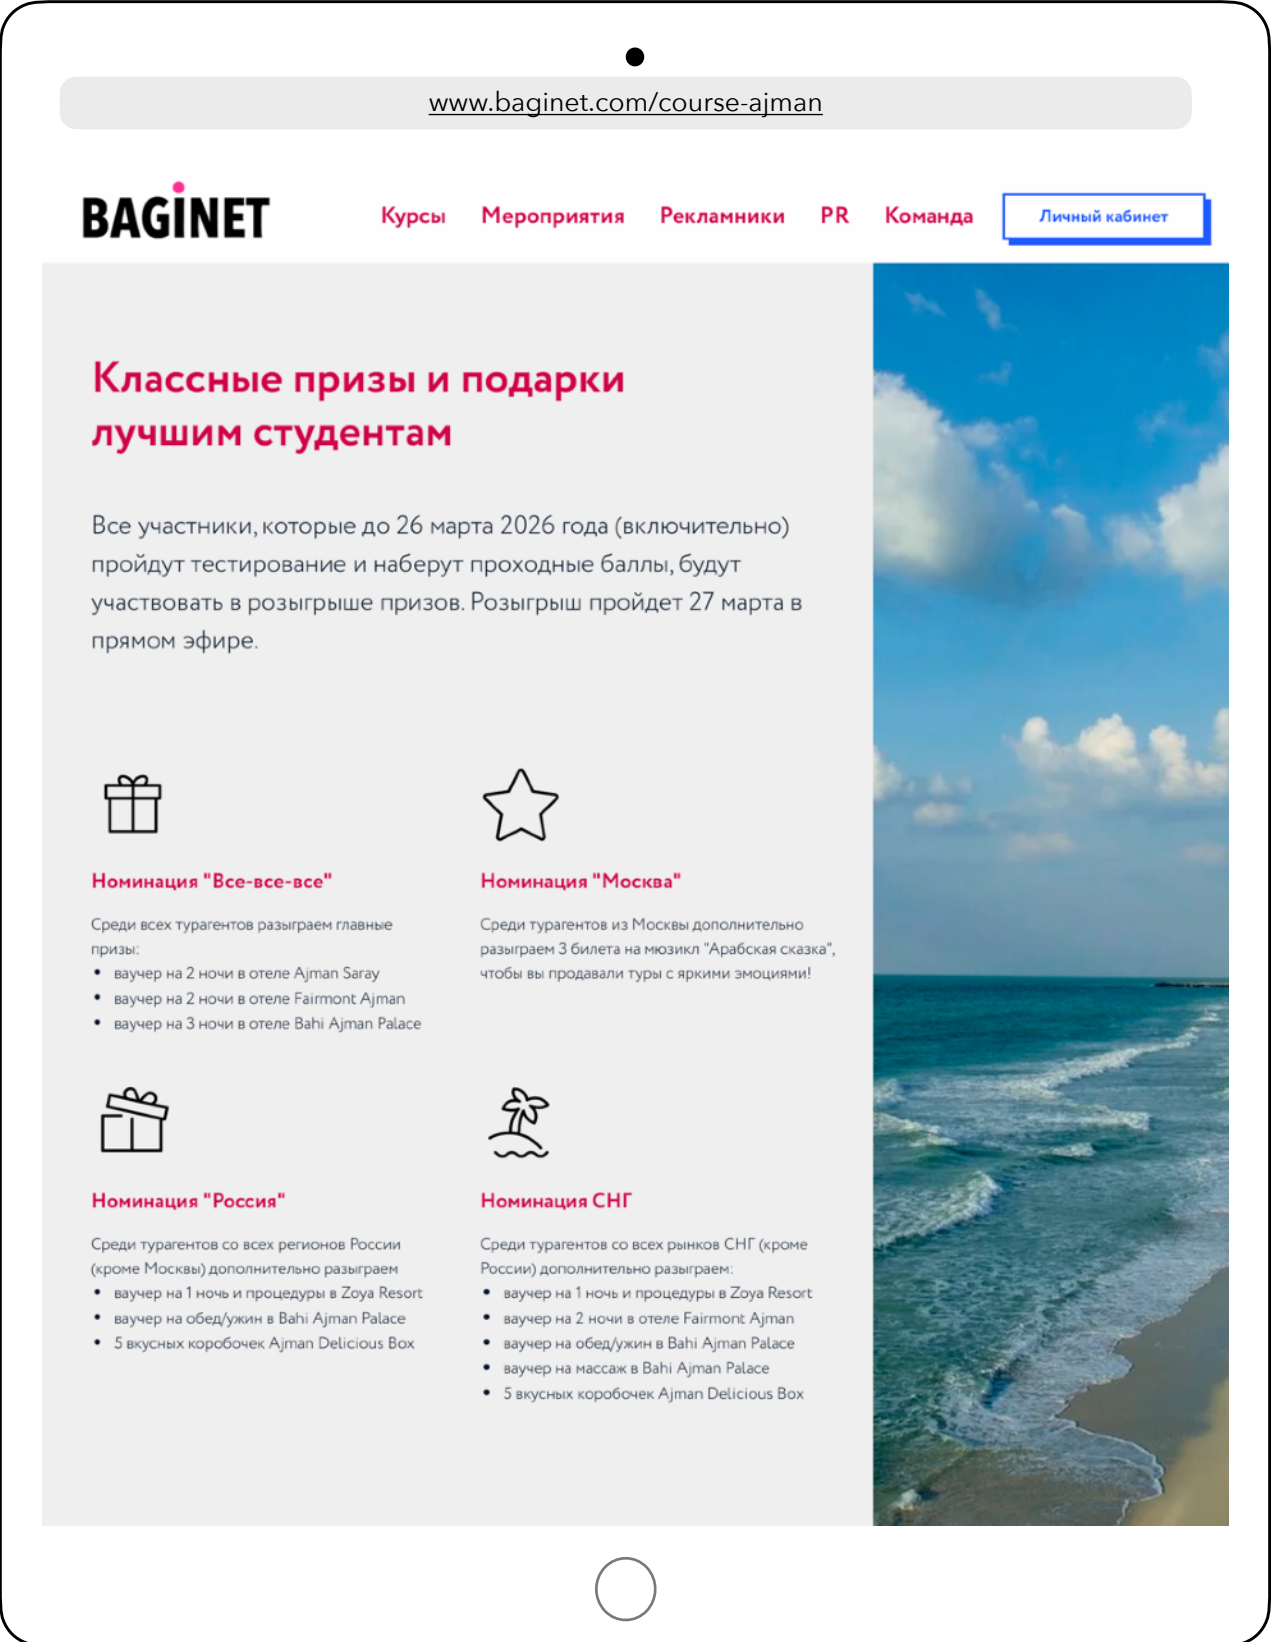 www.baginet.com/course-ajman
BAGiNET
Курсы
Мероприятия
Рекламники
PR
Команда
Личный кабинет
Классные призы и подарки
лучшим студентам
Все участники, которые до 26 марта 2026 года (включительно)
пройдут тестирование и наберут проходные баллы, будут
участвовать в розыгрыше призов. Розыгрыш пройдет 27 марта в
прямом эфире.
Номинация "Все-все-все"
Среди всех турагентов разыграем главные
призы:
• ваучер на 2 ночи в отеле Ajman Saray
• ваучер на 2 ночи в отеле Fairmont Ajman
• ваучер на 3 ночи в отеле Bahi Ajman Palace
Номинация "Москва"
Среди турагентов из Москвы дополнительно
разыграем 3 билета на мюзикл "Арабская сказка",
чтобы вы продавали туры с яркими эмоциями!
Номинация "Россия"
Среди турагентов со всех регионов России
(кроме Москвы) дополнительно разыграем
• ваучер на 1 ночь и процедуры в Zoya Resort
• ваучер на обед/ужин в Bahi Ajman Palace
• 5 вкусных коробочек Ajman Delicious Box
Номинация СНГ
Среди турагентов со всех рынков СНГ (кроме
России) дополнительно разыграем:
• ваучер на 1 ночь и процедуры в Zoya Resort
• ваучер на 2 ночи в отеле Fairmont Ajman
• ваучер на обед/ужин в Bahi Ajman Palace
• ваучер на массаж в Bahi Ajman Palace
• 5 вкусных коробочек Ajman Delicious Box